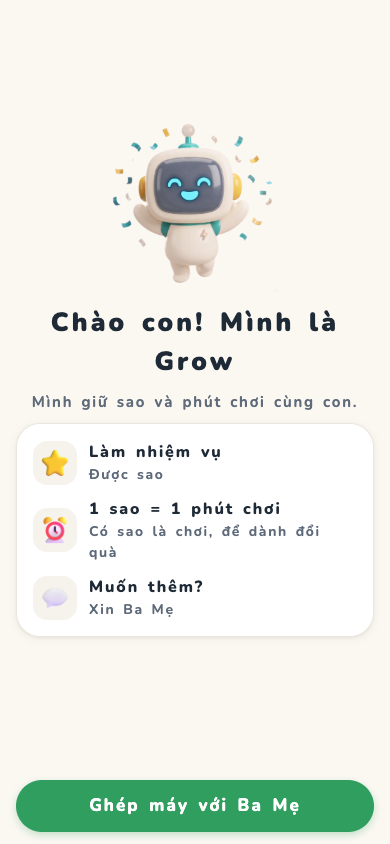 Chào con! Mình là
Grow
Mình giữ sao và phút chơi cùng con.
Làm nhiệm vụ
Được sao
1 sao = 1 phút chơi
Có sao là chơi, để dành đổi
quà
Muốn thêm?
Xin Ba Mẹ
Ghép máy với Ba Mẹ